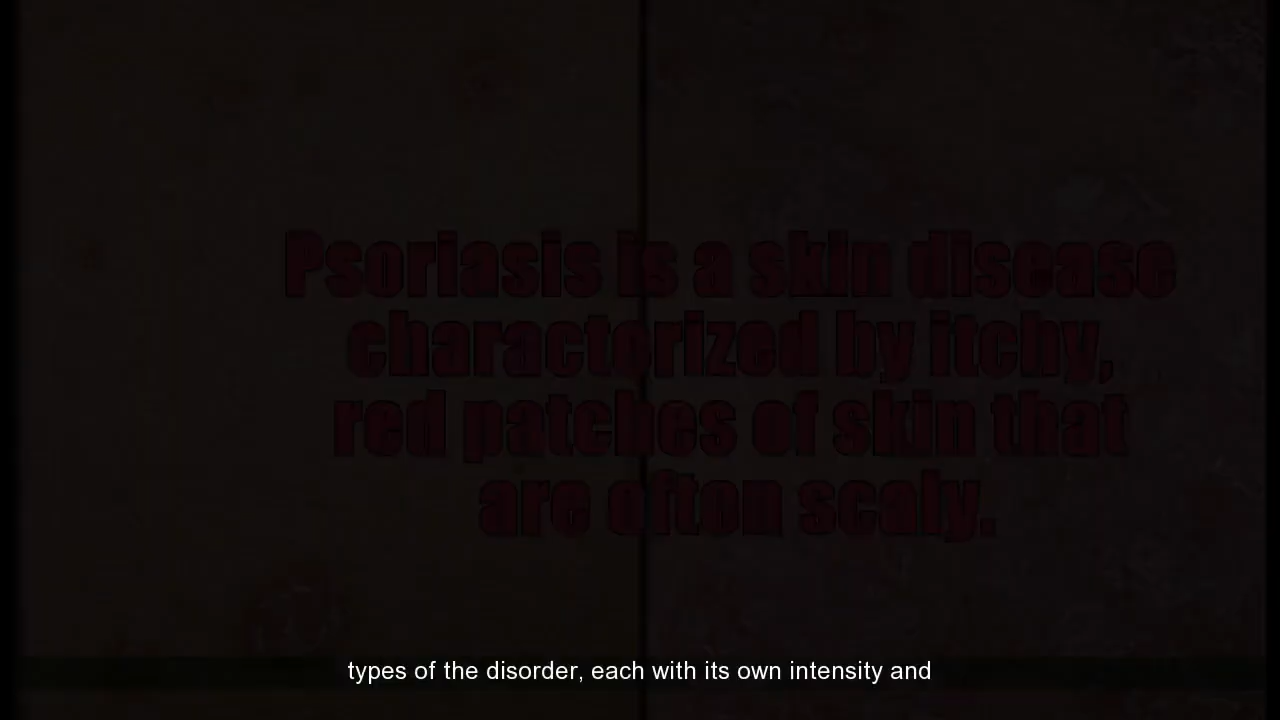 Psoriasis is a skin disease
characterized by itchy,
red patches of skin that
are often scaly.
types of the disorder, each with its own intensity and